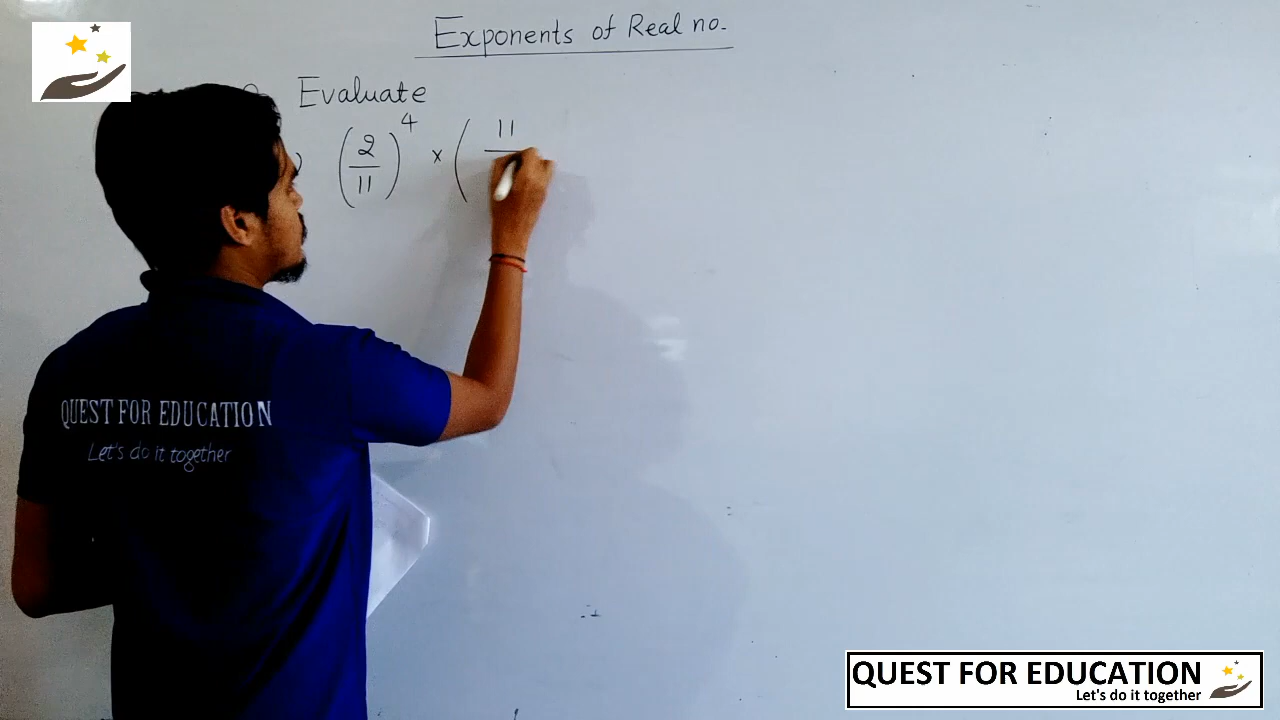 Exponents of Real no.
Evaluate
) (2/11)^4 × ( 11
QUEST FOR EDUCATION
Let's do it together
QUEST FOR EDUCATION
Let's do it together